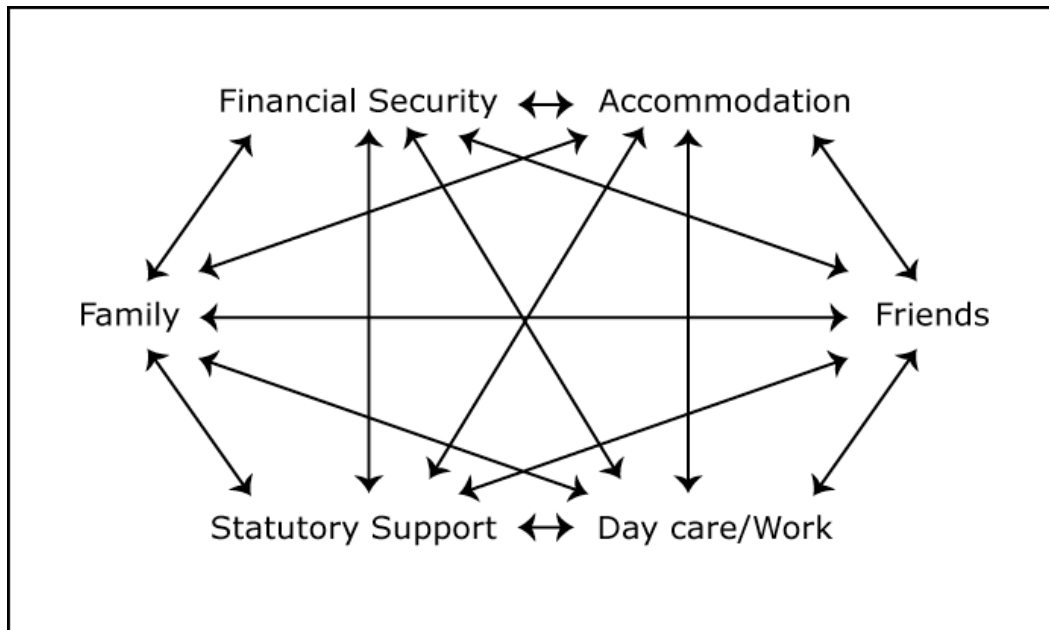 Financial Security Accommodation
Family Friends
Statutory Support Day care/Work